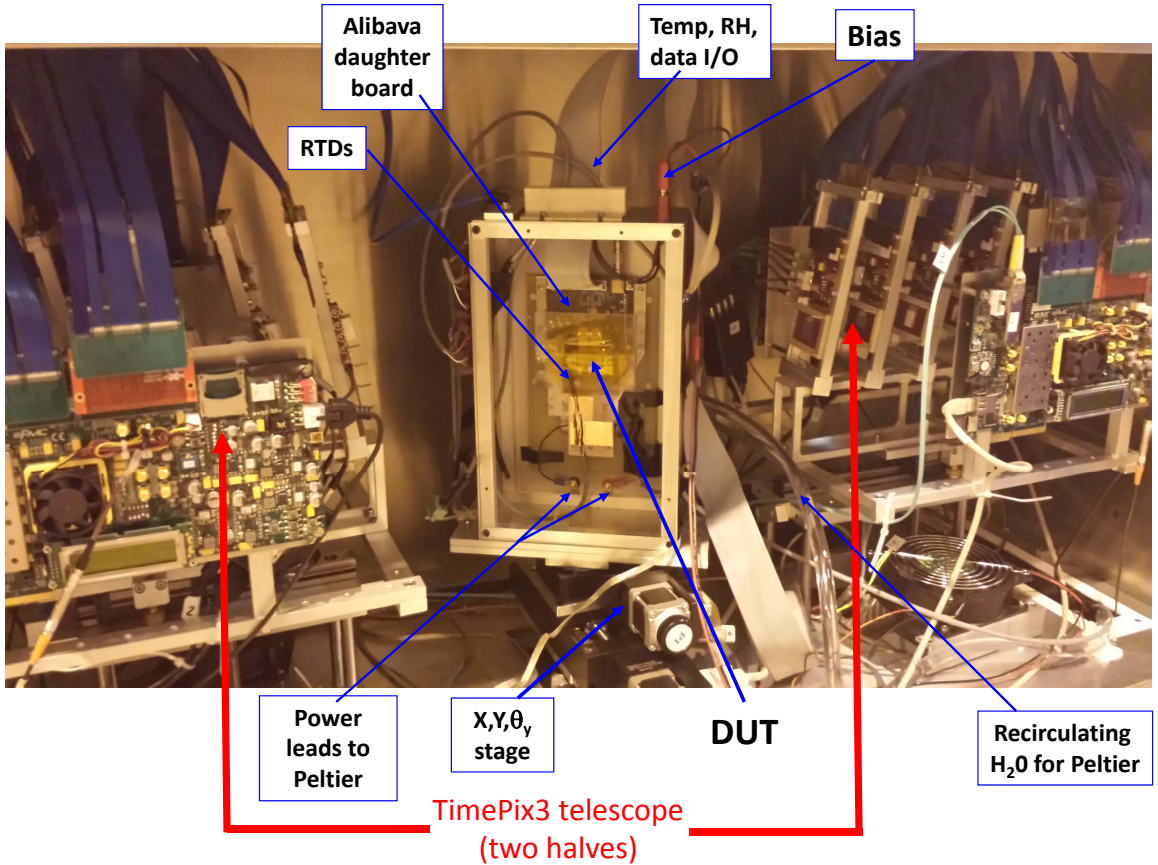 Alibava
daughter
board
Temp, RH,
data I/O
Bias
RTDs
Power
leads to
Peltier
X,Y,θy
stage
DUT
Recirculating
H20 for Peltier
TimePix3 telescope
(two halves)